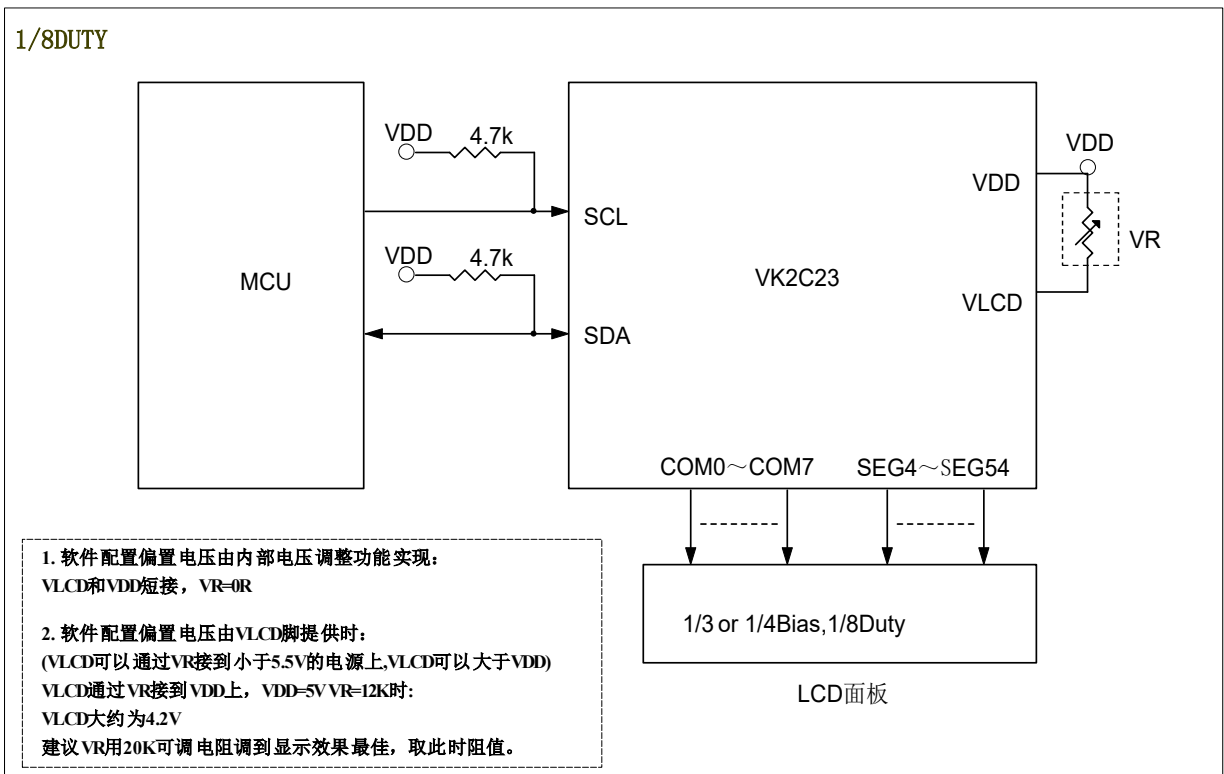 1/8DUTY
VDD
4.7k
VDD
VDD
SCL
VR
VDD
4.7k
MCU
VK2C23
VLCD
SDA
COM0～COM7
SEG4～SEG54
1. 软件配置偏置电压由内部电压调整功能实现：
VLCD和VDD短接，VR=0R
2. 软件配置偏置电压由VLCD脚提供时：
(VLCD可以通过VR接到小于5.5V的电源上,VLCD可以大于VDD)
VLCD通过VR接到VDD上，VDD=5V VR=12K时:
VLCD大约为4.2V
建议VR用20K可调电阻调到显示效果最佳，取此时阻值。
1/3 or 1/4Bias,1/8Duty
LCD面板